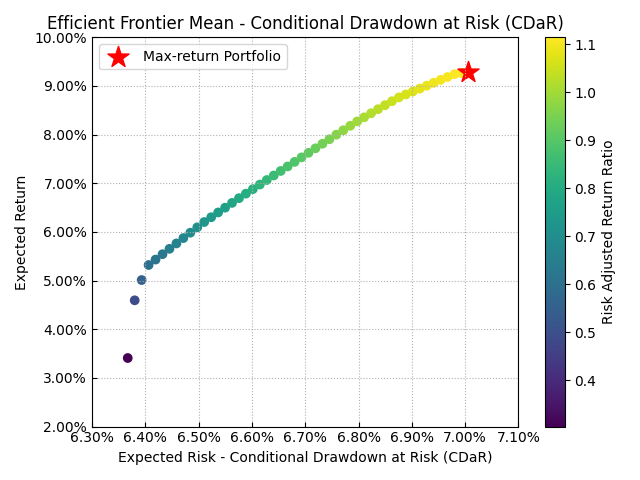 Efficient Frontier Mean - Conditional Drawdown at Risk (CDaR)
Max-return Portfolio
10.00%
9.00%
8.00%
7.00%
6.00%
5.00%
4.00%
3.00%
2.00%
Expected Return
6.30% 6.40% 6.50% 6.60% 6.70% 6.80% 6.90% 7.00% 7.10%
Expected Risk - Conditional Drawdown at Risk (CDaR)
1.1
1.0
0.9
0.8
0.7
0.6
0.5
0.4
Risk Adjusted Return Ratio